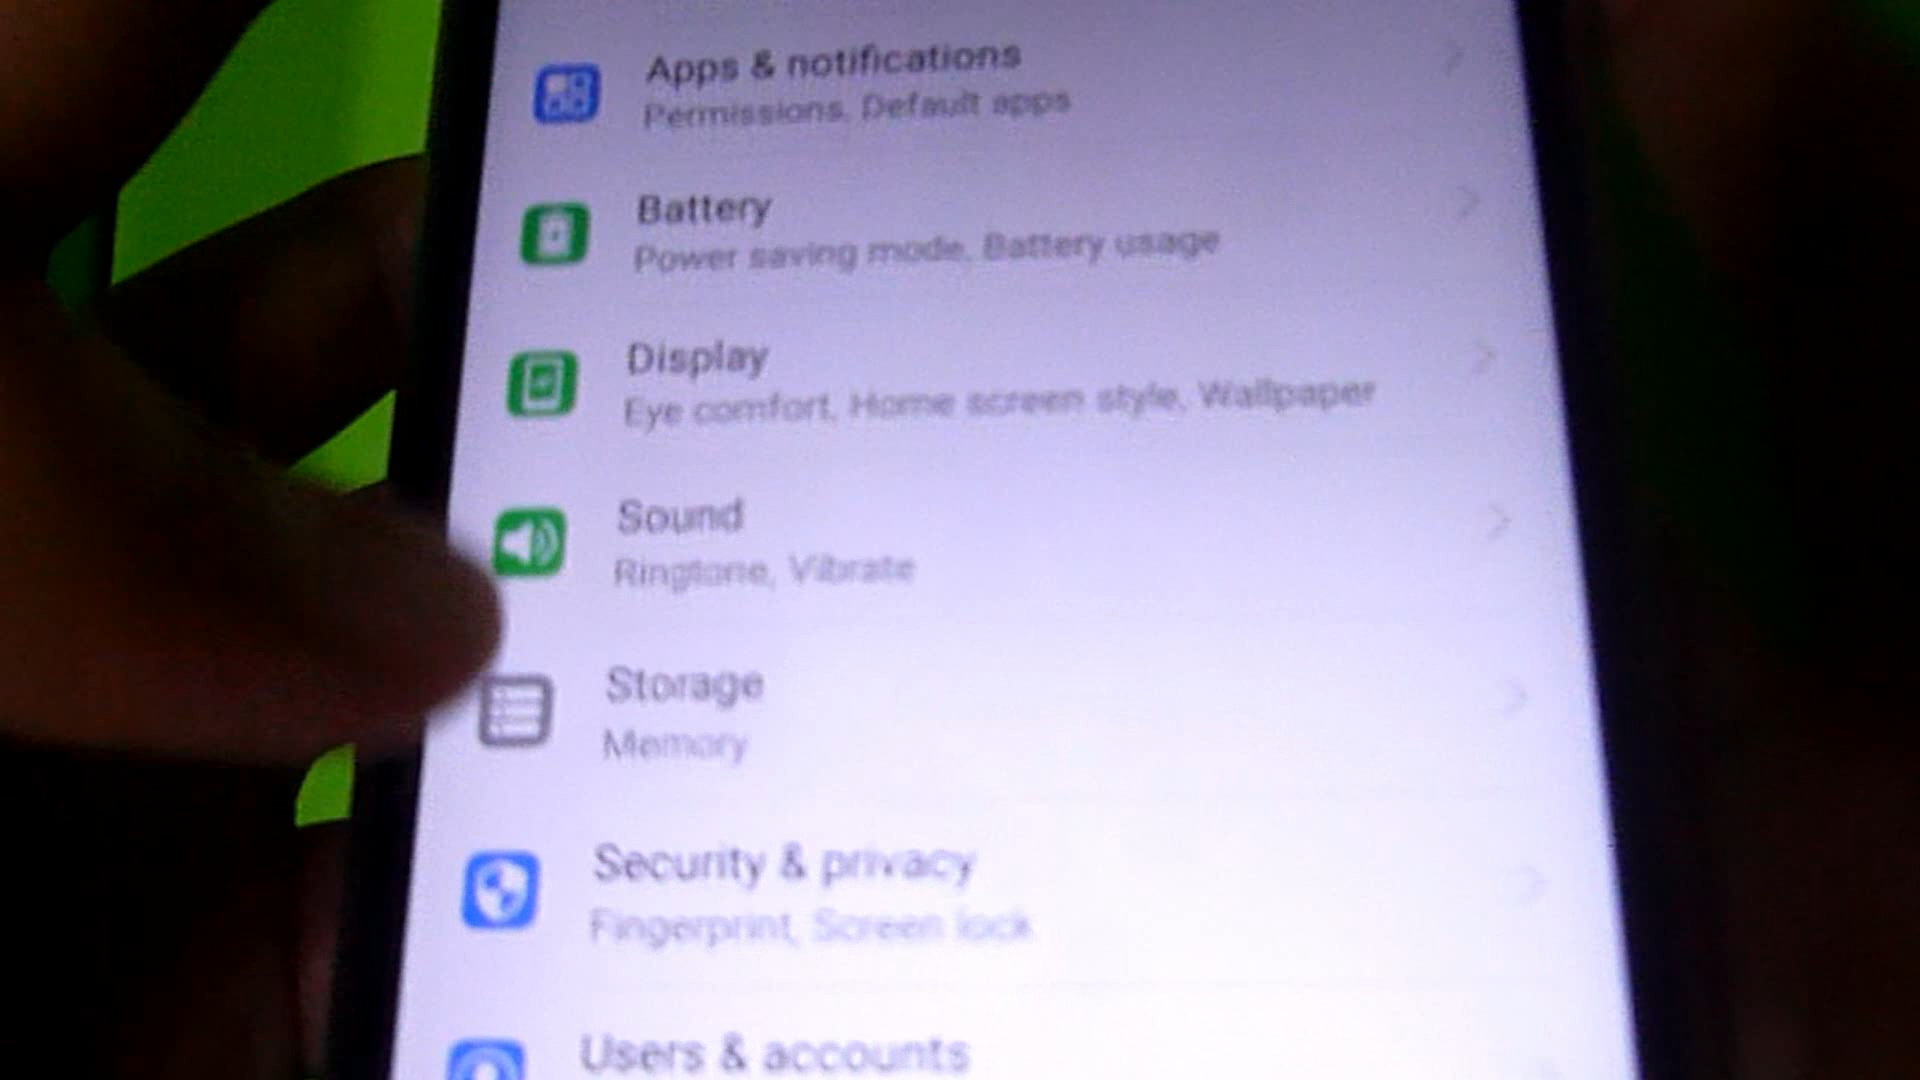 Apps & notifications
Permissions, Default apps
Battery
Power saving mode, Battery usage
Display
Eye comfort, Home screen style, Wallpaper
Sound
Ringtone, Vibrate
Storage
Memory
Security & privacy
Fingerprint, Screen lock
Users & accounts